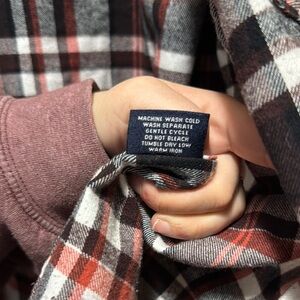 MACHINE WASH COLD
WASH SEPARATE
GENTLE CYCLE
DO NOT BLEACH
TUMBLE DRY LOW
WARM IRON